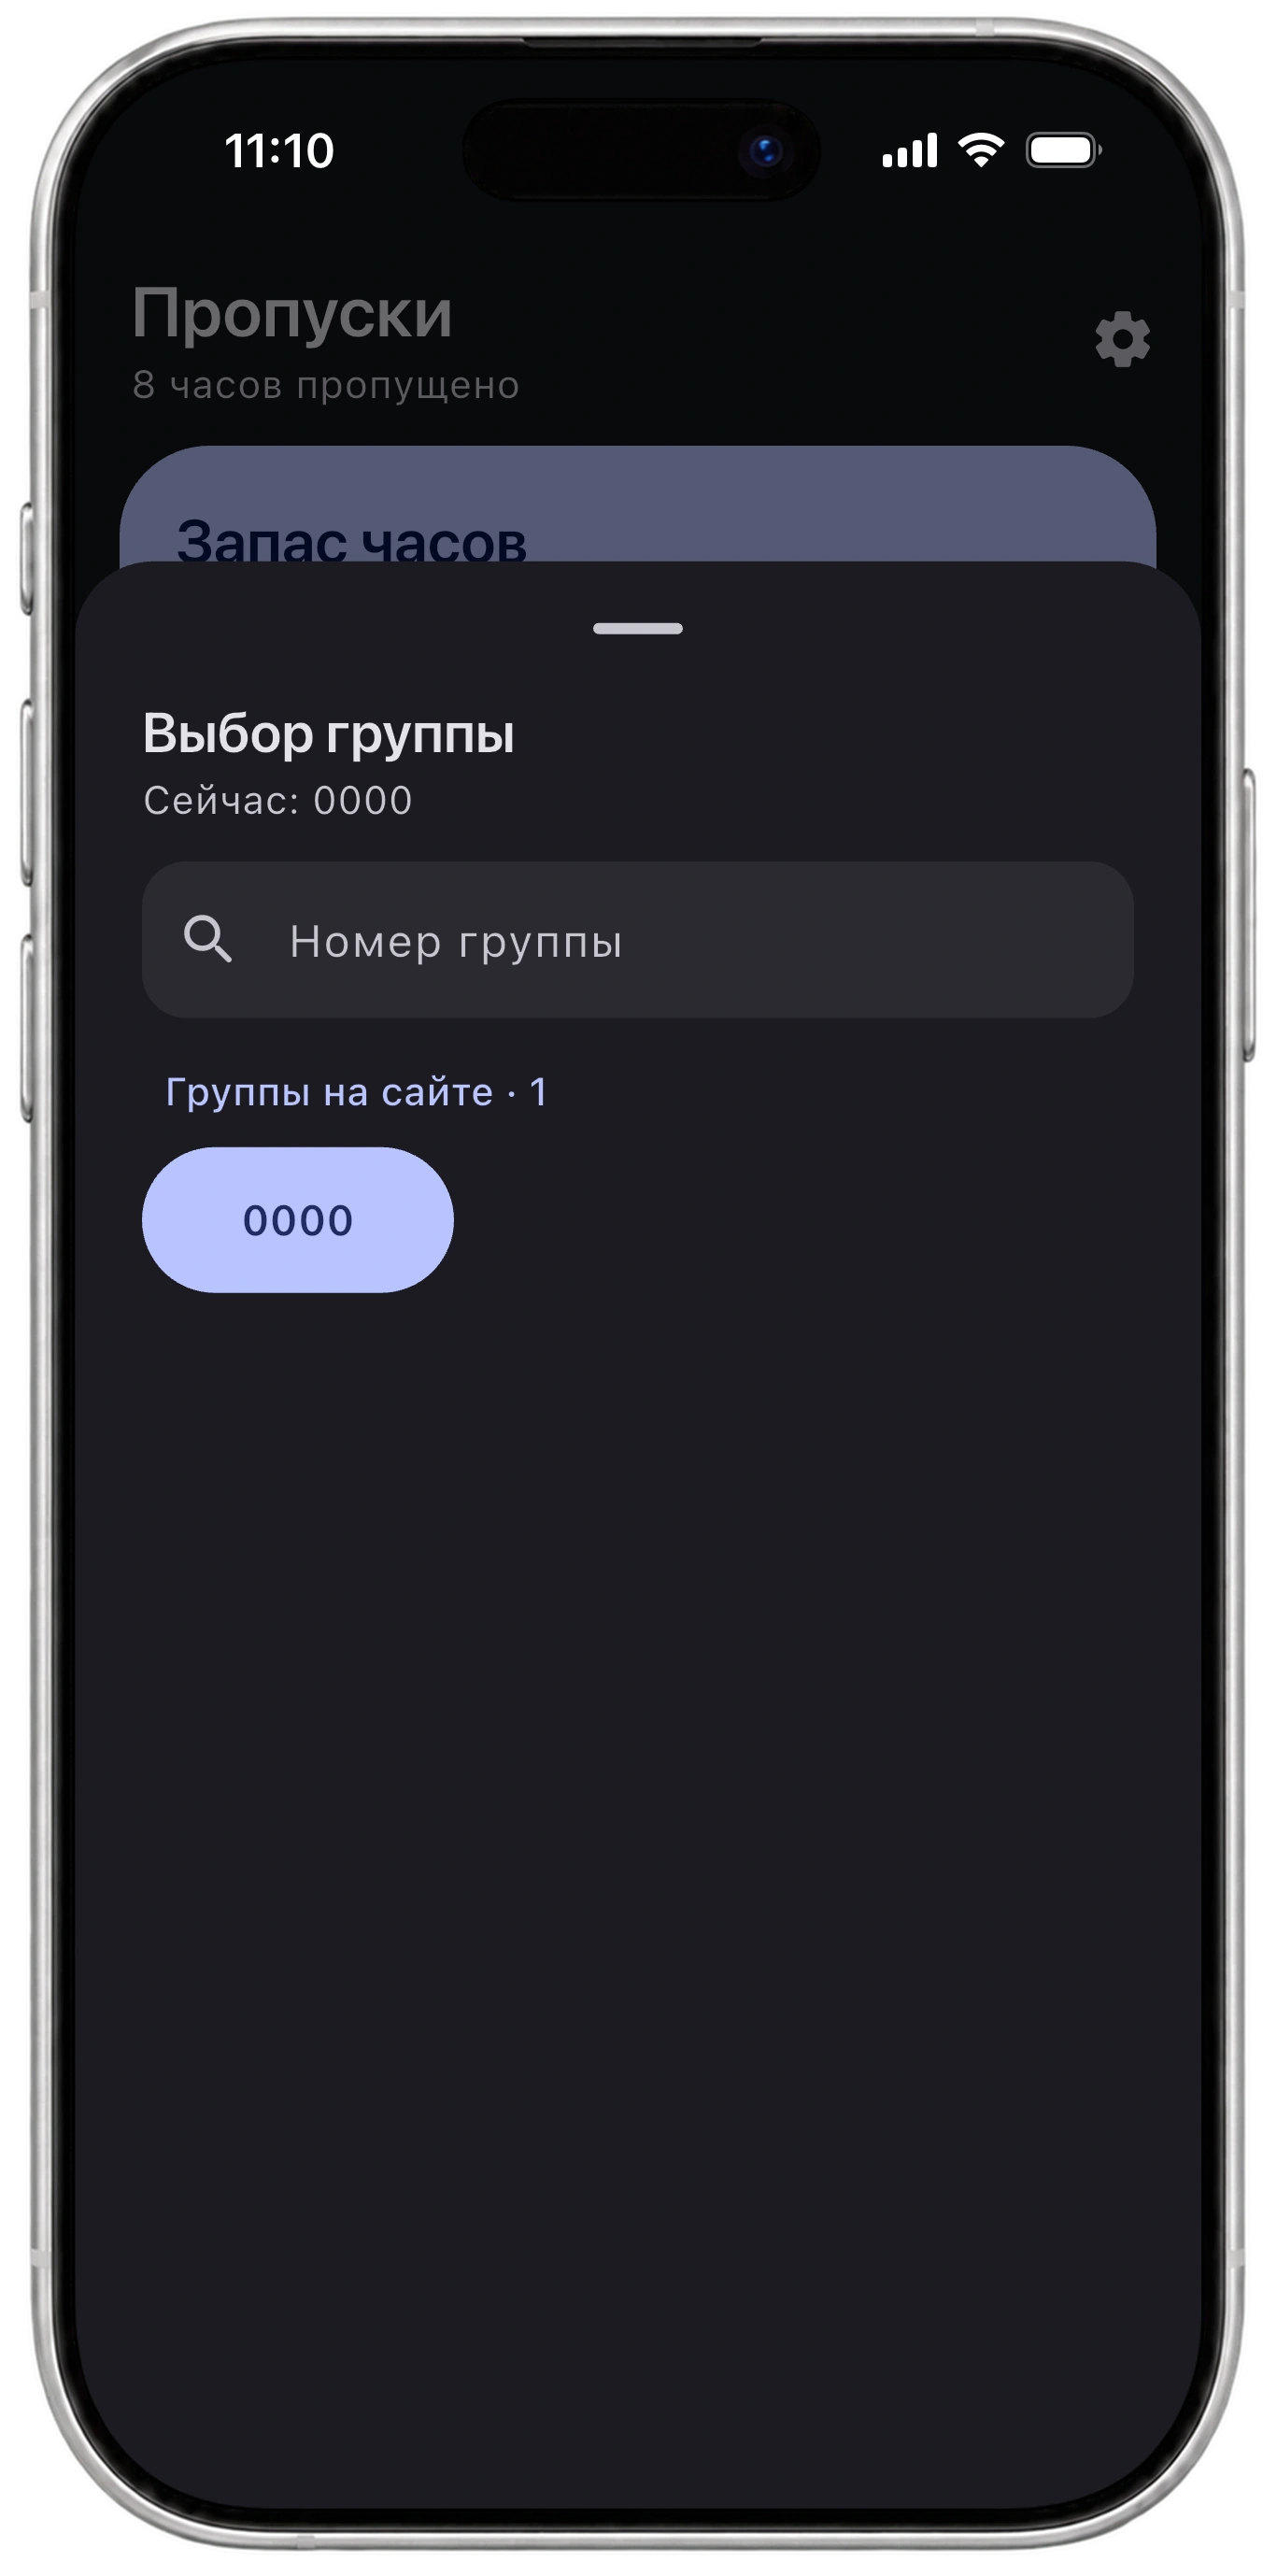 11:10
Пропуски
8 часов пропущено
Запас часов
Выбор группы
Сейчас: 0000
Номер группы
Группы на сайте · 1
0000